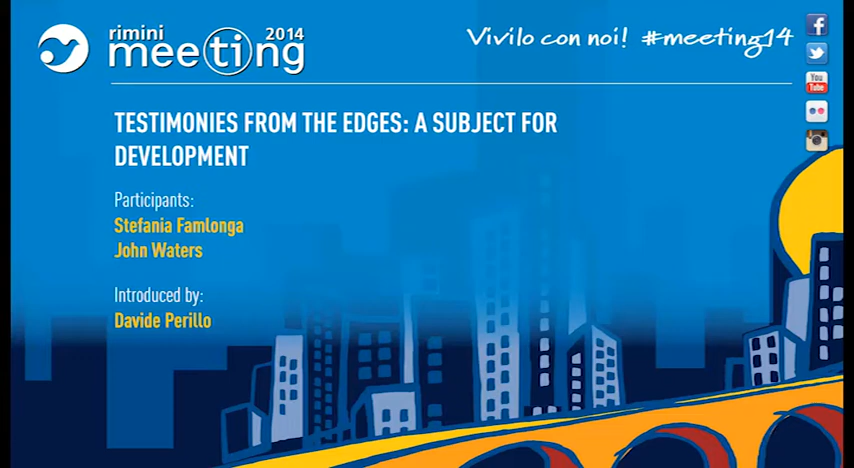 rimini 2014
meeting
Vivilo con noi! #meeting14
TESTIMONIES FROM THE EDGES: A SUBJECT FOR
DEVELOPMENT
Participants:
Stefania Famlonga
John Waters
Introduced by:
Davide Perillo
f
You
Tube